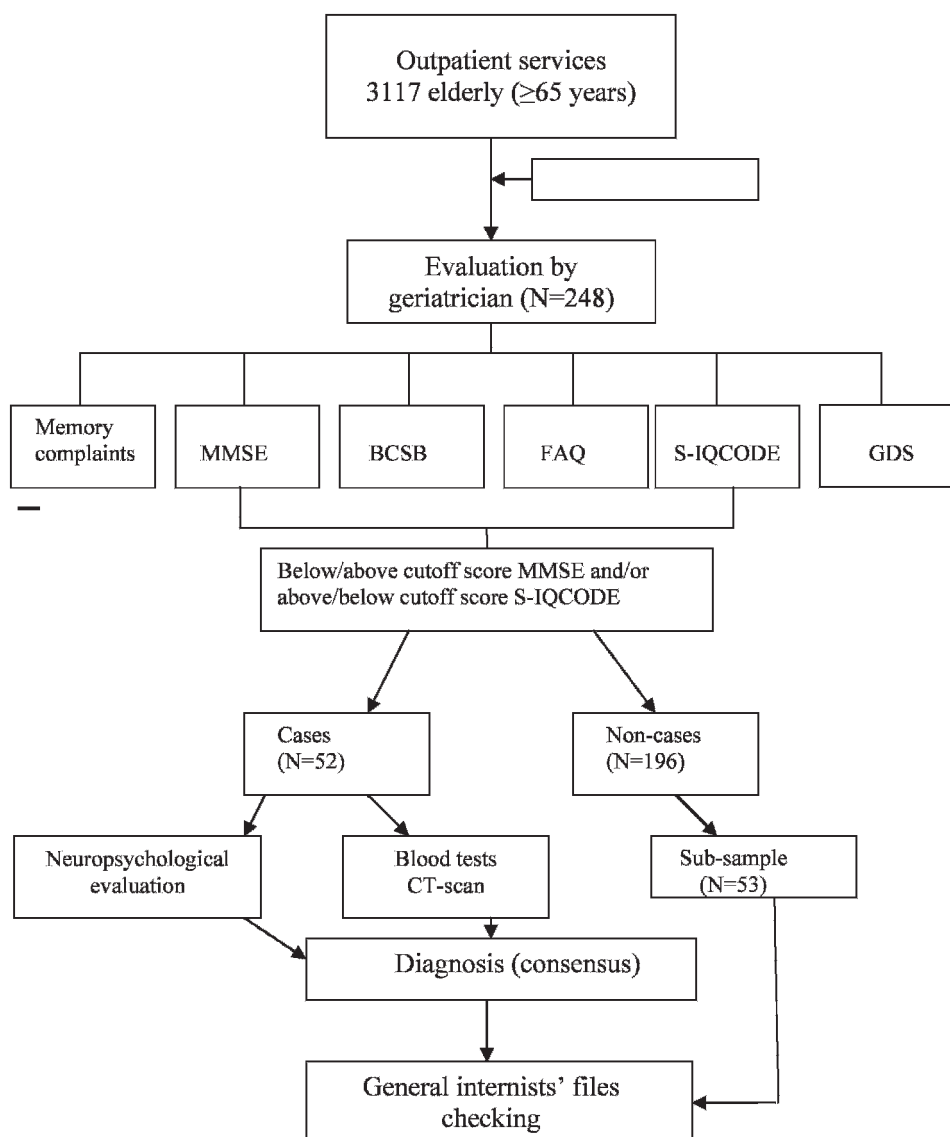 Outpatient services
3117 elderly (≥65 years)
Evaluation by
geriatrician (N=248)
Memory
complaints
MMSE
BCSB
FAQ
S-IQCODE
GDS
Below/above cutoff score MMSE and/or
above/below cutoff score S-IQCODE
Cases
(N=52)
Non-cases
(N=196)
Neuropsychological
evaluation
Blood tests
CT-scan
Sub-sample
(N=53)
Diagnosis (consensus)
General internists’ files
checking